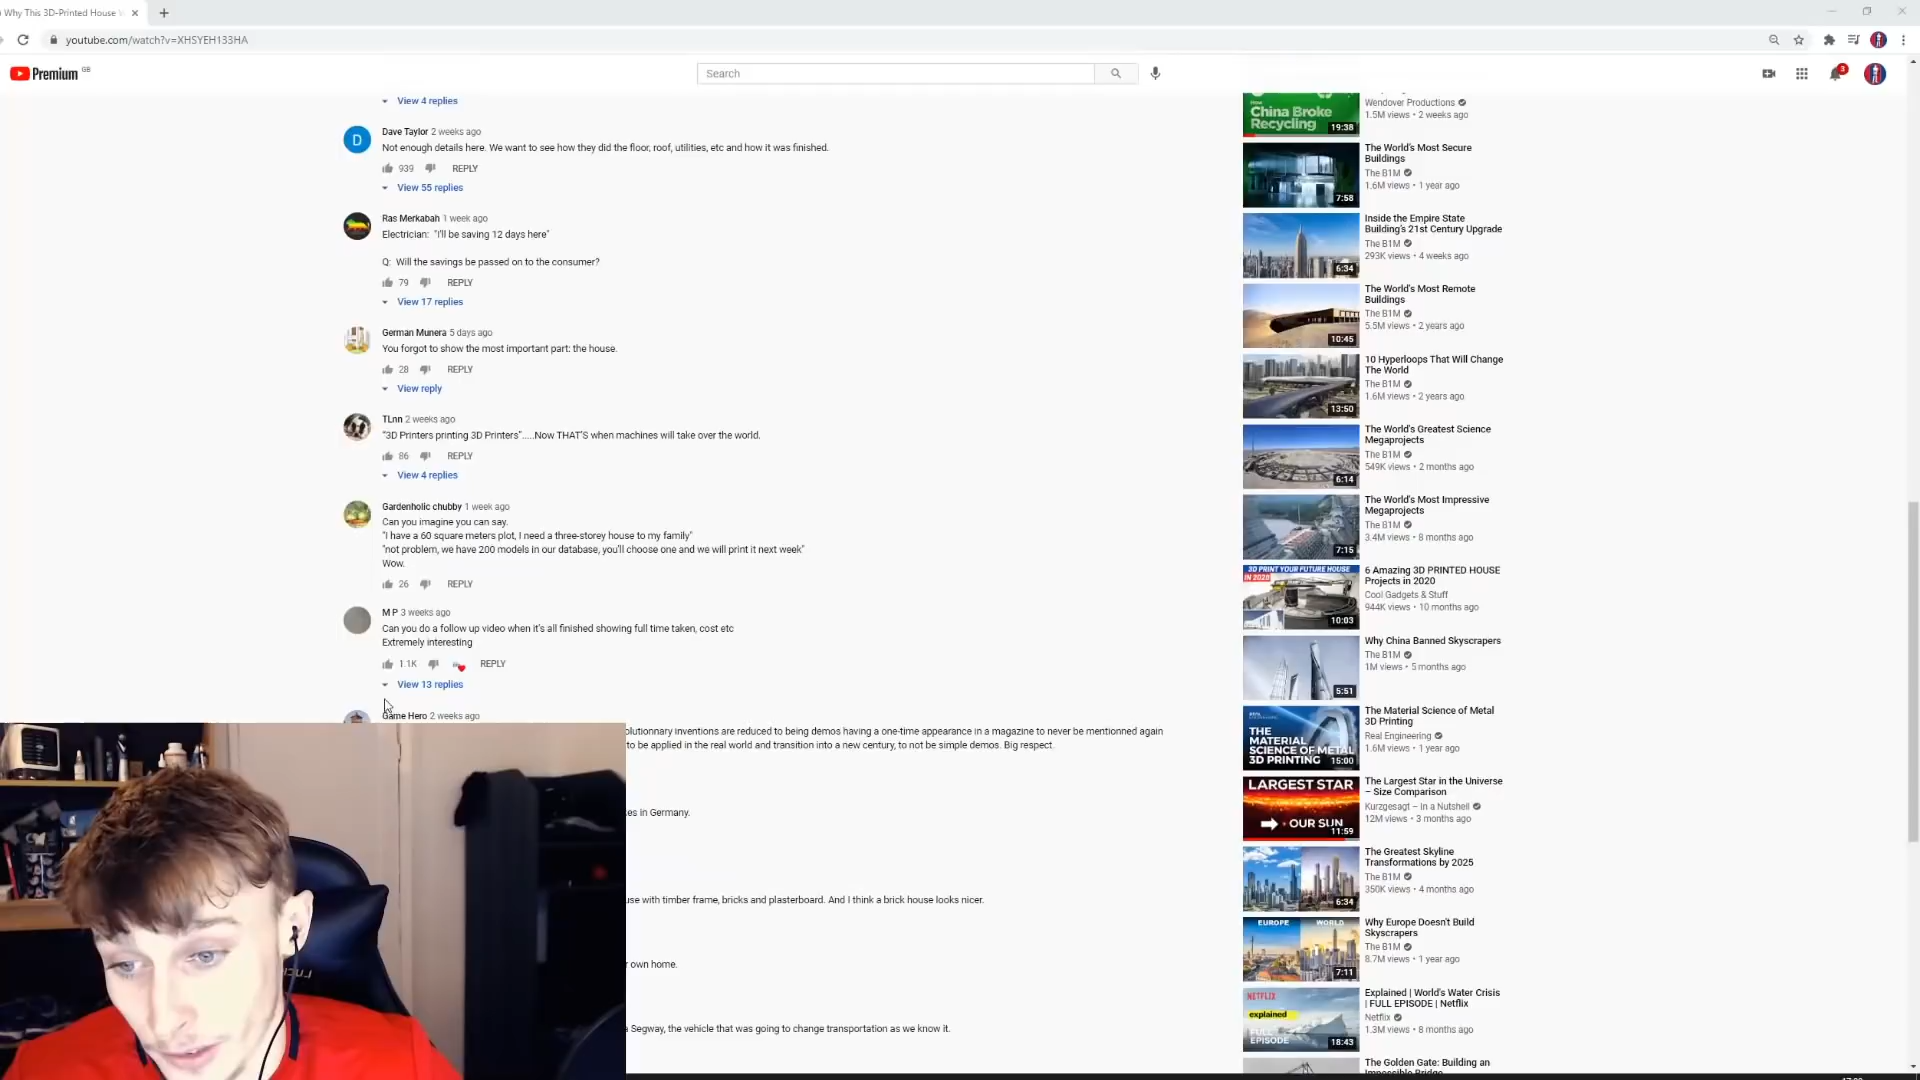 ) Why This 3D-Printed House
youtube.com/watch?v=XHSYEH133HA
Premium GB
Search
3
View 4 replies
D
Dave Taylor 2 weeks ago
Not enough details here. We want to see how they did the floor, roof, utilities, etc and how it was finished.
939 REPLY
View 55 replies
Ras Merkabah 1 week ago
Electrician: "I'll be saving 12 days here"
Q: Will the savings be passed on to the consumer?
79 REPLY
View 17 replies
German Munera 5 days ago
You forgot to show the most important part: the house.
28 REPLY
View reply
TLnn 2 weeks ago
"3D Printers printing 3D Printers".....Now THAT'S when machines will take over the world.
86 REPLY
View 4 replies
Gardenholic chubby 1 week ago
Can you imagine you can say.
"I have a 60 square meters plot, I need a three-storey house to my family"
"not problem, we have 200 models in our database, you'll choose one and we will print it next week"
Wow.
26 REPLY
M P 3 weeks ago
Can you do a follow up video when it's all finished showing full time taken, cost etc
Extremely interesting
1.1K REPLY
View 13 replies
Game Hero 2 weeks ago
olutionnary inventions are reduced to being demos having a one-time appearance in a magazine to never be mentionned again
to be applied in the real world and transition into a new century, to not be simple demos. Big respect.
es in Germany.
use with timber frame, bricks and plasterboard. And I think a brick house looks nicer.
own home.
Segway, the vehicle that was going to change transportation as we know it.
China Broke
Recycling
19:38
Wendover Productions
1.5M views • 2 weeks ago
7:58
The World's Most Secure
Buildings
The B1M
1.6M views • 1 year ago
6:34
Inside the Empire State
Building's 21st Century Upgrade
The B1M
293K views • 4 weeks ago
10:45
The World's Most Remote
Buildings
The B1M
5.5M views • 2 years ago
13:50
10 Hyperloops That Will Change
The World
The B1M
1.6M views • 2 years ago
6:14
The World's Greatest Science
Megaprojects
The B1M
549K views • 2 months ago
7:15
The World's Most Impressive
Megaprojects
The B1M
3.4M views • 8 months ago
3D PRINT YOUR FUTURE HOUSE
IN 2020
10:03
6 Amazing 3D PRINTED HOUSE
Projects in 2020
Cool Gadgets & Stuff
944K views • 10 months ago
5:51
Why China Banned Skyscrapers
The B1M
1M views • 5 months ago
THE
MATERIAL
SCIENCE OF METAL
3D PRINTING
15:00
The Material Science of Metal
3D Printing
Real Engineering
1.6M views • 1 year ago
LARGEST STAR
OUR SUN
11:59
The Largest Star in the Universe
– Size Comparison
Kurzgesagt – in a Nutshell
12M views • 3 months ago
6:34
The Greatest Skyline
Transformations by 2025
The B1M
350K views • 4 months ago
EUROPE WORLD
7:11
Why Europe Doesn't Build
Skyscrapers
The B1M
8.7M views • 1 year ago
NETFLIX
explained
FULL
EPISODE
18:43
Explained | World's Water Crisis
| FULL EPISODE | Netflix
Netflix
1.3M views • 8 months ago
The Golden Gate: Building an
Impossible Bridge